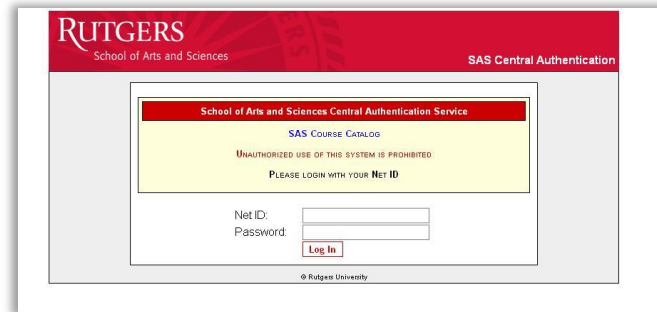 RUTGERS
School of Arts and Sciences
SAS Central Authentication
School of Arts and Sciences Central Authentication Service
SAS COURSE CATALOG
UNAUTHORIZED USE OF THIS SYSTEM IS PROHIBITED
PLEASE LOGIN WITH YOUR NET ID
Net ID:
Password:
Log In
© Rutgers University